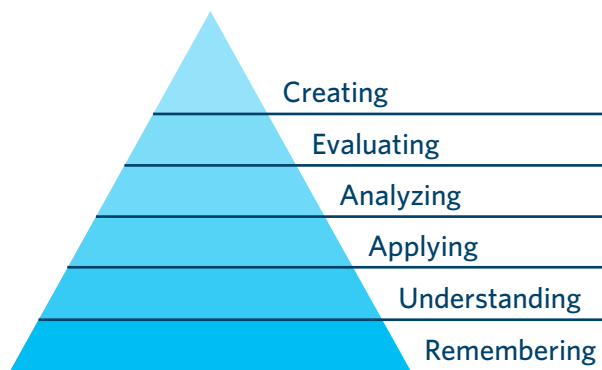 Creating
Evaluating
Analyzing
Applying
Understanding
Remembering